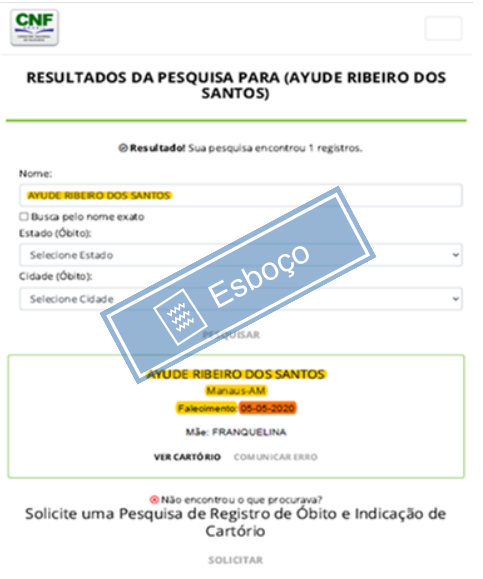 CNF
RESULTADOS DA PESQUISA PARA (AYUDE RIBEIRO DOS
SANTOS)
Resultado! Sua pesquisa encontrou 1 registros.
Nome:
AYUDE RIBEIRO DOS SANTOS
Busca pelo nome exato
Estado (Óbito):
Selecione Estado
Cidade (Óbito):
Selecione Cidade
Esboço
PESQUISAR
AYUDE RIBEIRO DOS SANTOS
Manaus-AM
Falecimento: 05-05-2020
Mãe: FRANQUELINA
VER CARTÓRIO COMUNICAR ERRO
Não encontrou o que procurava?
Solicite uma Pesquisa de Registro de Óbito e Indicação de
Cartório
SOLICITAR